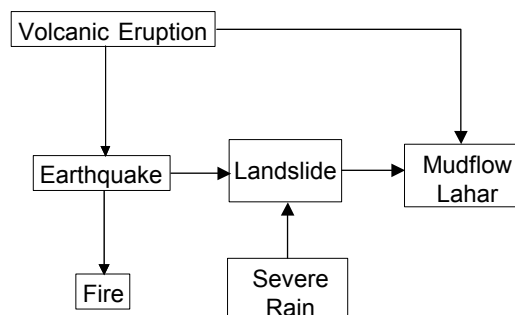 Volcanic Eruption
Earthquake
Landslide
Mudflow
Lahar
Fire
Severe
Rain